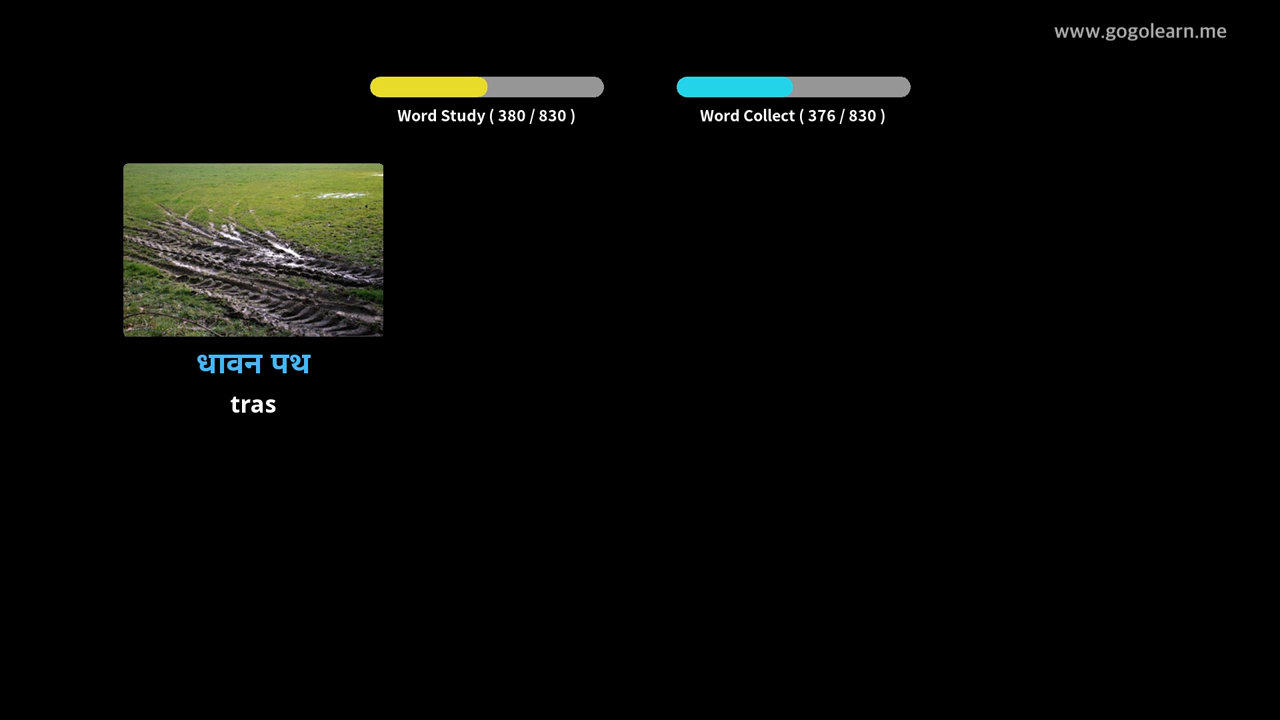 www.gogolearn.me
Word Study ( 380 / 830 )
Word Collect ( 376 / 830 )
धावन पथ
tras